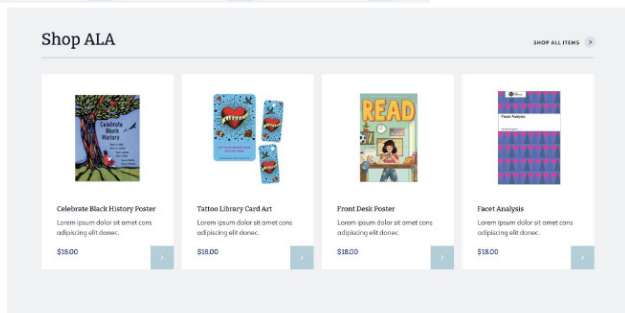 Shop ALA
SHOP ALL ITEMS
Celebrate
Black
History
READ
Facet Analysis
Celebrate Black History Poster
Lorem ipsum dolor sit amet cons
adipiscing elit donec.
$18.00
Tattoo Library Card Art
Lorem ipsum dolor sit amet cons
adipiscing elit donec.
$18.00
Front Desk Poster
Lorem ipsum dolor sit amet cons
adipiscing elit donec.
$18.00
Facet Analysis
Lorem ipsum dolor sit amet cons
adipiscing elit donec.
$18.00